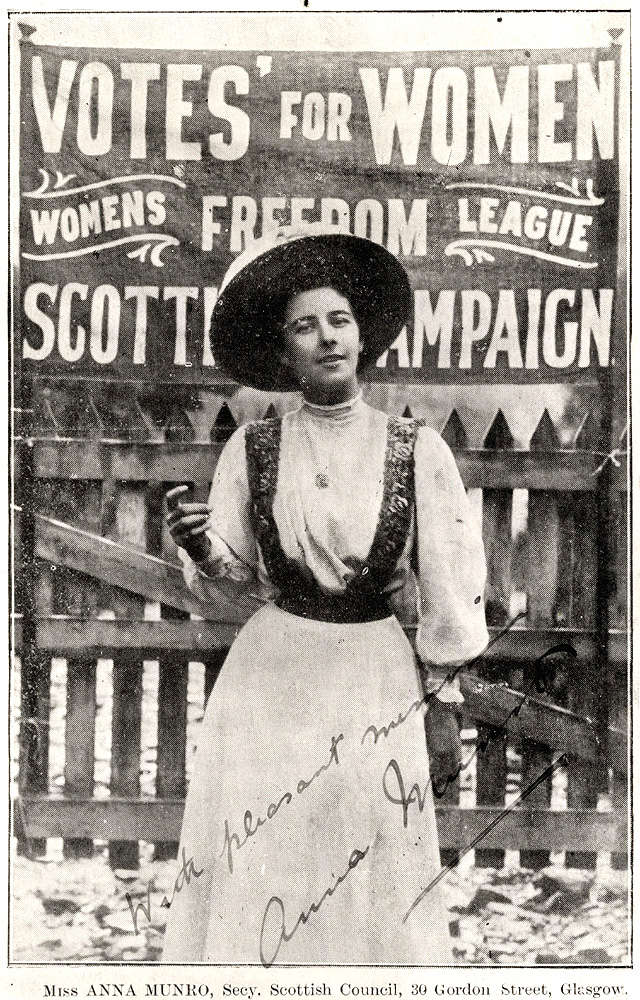 VOTES' FOR WOMEN
WOMENS FREEDOM LEAGUE
SCOTTI AMPAIGN
With pleasant
Anna Munro
Miss ANNA MUNRO, Secy. Scottish Council, 30 Gordon Street, Glasgow.